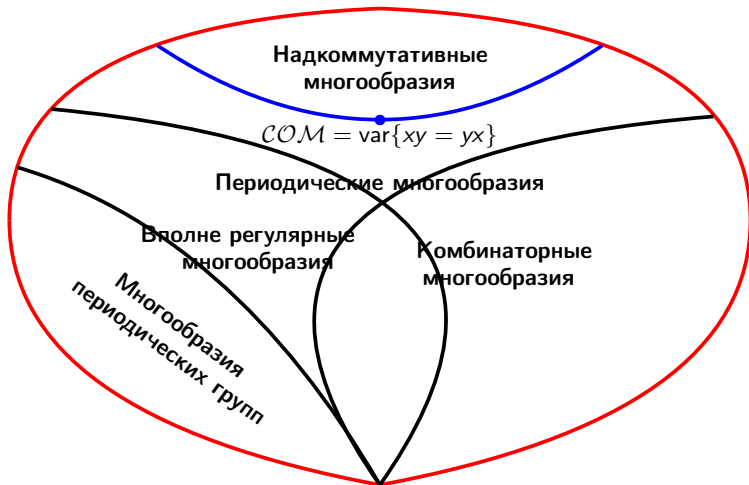 Надкоммутативные
многообразия
𝒞𝒪ℳ = var{xy = yx}
Периодические многообразия
Вполне регулярные
многообразия
Комбинаторные
многообразия
Многообразия
периодических групп